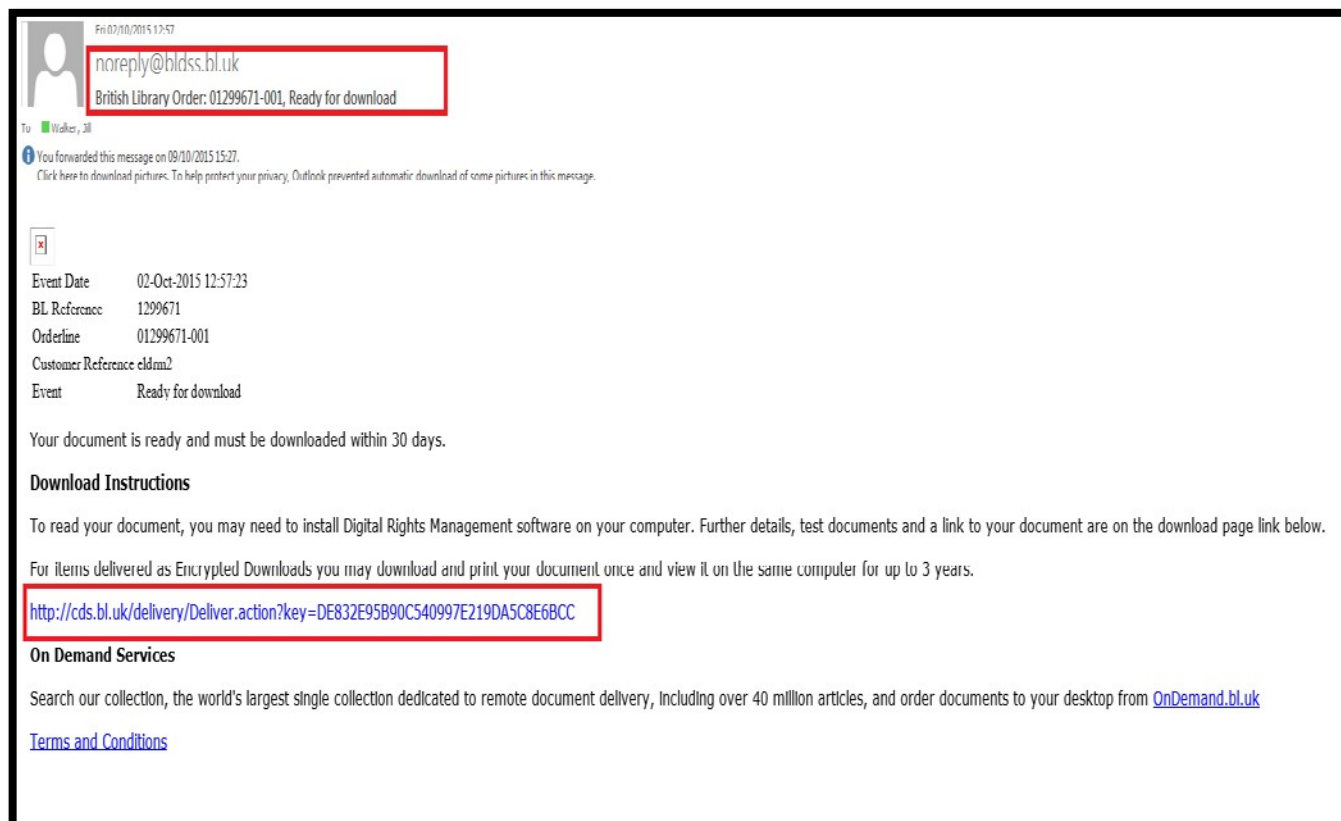 Fri 02/10/2015 12:57
noreply@bldss.bl.uk
British Library Order: 01299671-001, Ready for download
To Walker, Jill
You forwarded this message on 09/10/2015 15:27.
Click here to download pictures. To help protect your privacy, Outlook prevented automatic download of some pictures in this message.
Event Date 02-Oct-2015 12:57:23
BL Reference 1299671
Orderline 01299671-001
Customer Reference eldrm2
Event Ready for download
Your document is ready and must be downloaded within 30 days.
Download Instructions
To read your document, you may need to install Digital Rights Management software on your computer. Further details, test documents and a link to your document are on the download page link below.
For items delivered as Encrypted Downloads you may download and print your document once and view it on the same computer for up to 3 years.
http://cds.bl.uk/delivery/Deliver.action?key=DE832E95B90C540997E219DA5C8E6BCC
On Demand Services
Search our collection, the world's largest single collection dedicated to remote document delivery, including over 40 million articles, and order documents to your desktop from OnDemand.bl.uk
Terms and Conditions